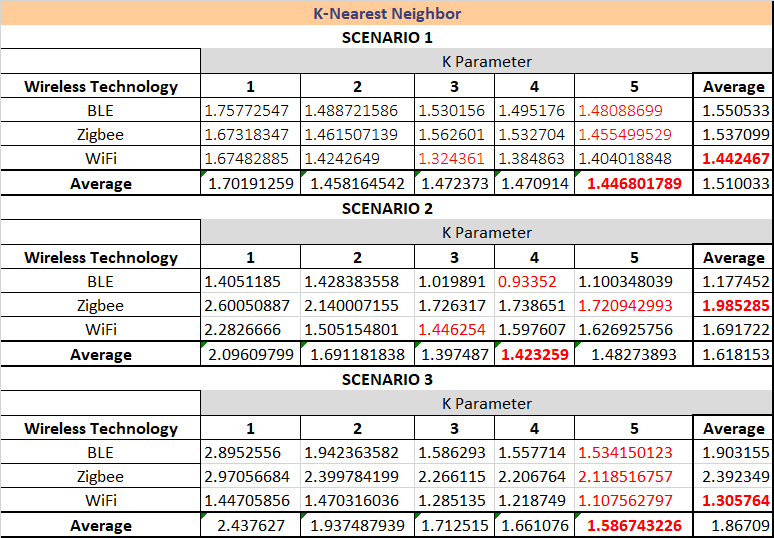 K-Nearest Neighbor
SCENARIO 1
K Parameter
Wireless Technology 1 2 3 4 5 Average
BLE 1.75772547 1.488721586 1.530156 1.495176 1.48088699 1.550533
Zigbee 1.67318347 1.461507139 1.562601 1.532704 1.455499529 1.537099
WiFi 1.67482885 1.4242649 1.324361 1.384863 1.404018848 1.442467
Average 1.70191259 1.458164542 1.472373 1.470914 1.446801789 1.510033
SCENARIO 2
K Parameter
Wireless Technology 1 2 3 4 5 Average
BLE 1.4051185 1.428383558 1.019891 0.93352 1.100348039 1.177452
Zigbee 2.60050887 2.140007155 1.726317 1.738651 1.720942993 1.985285
WiFi 2.2826666 1.505154801 1.446254 1.597607 1.626925756 1.691722
Average 2.09609799 1.691181838 1.397487 1.423259 1.48273893 1.618153
SCENARIO 3
K Parameter
Wireless Technology 1 2 3 4 5 Average
BLE 2.8952556 1.942363582 1.586293 1.557714 1.534150123 1.903155
Zigbee 2.97056684 2.399784199 2.266115 2.206764 2.118516757 2.392349
WiFi 1.44705856 1.470316036 1.285135 1.218749 1.107562797 1.305764
Average 2.437627 1.937487939 1.712515 1.661076 1.586743226 1.86709